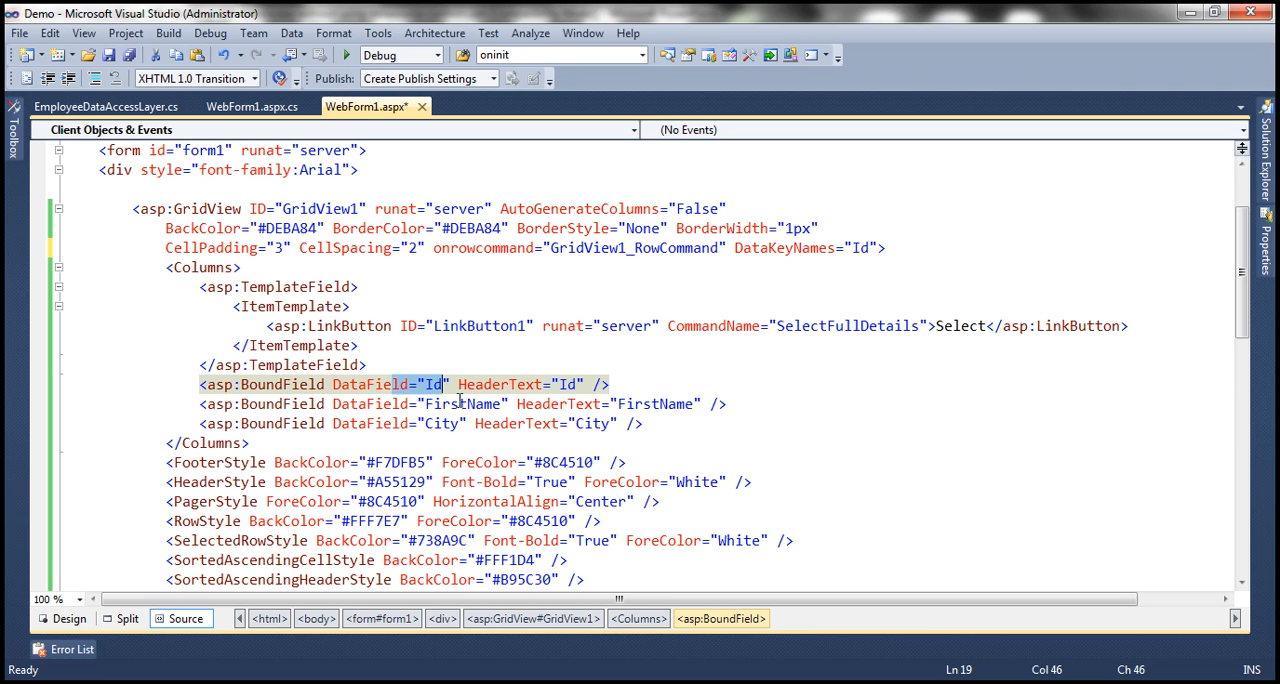 Demo - Microsoft Visual Studio (Administrator)
File Edit View Project Build Debug Team Data Format Tools Architecture Test Analyze Window Help
Debug oninit
XHTML 1.0 Transition Publish: Create Publish Settings
EmployeeDataAccessLayer.cs WebForm1.aspx.cs WebForm1.aspx*
Client Objects & Events (No Events)
Toolbox
Solution Explorer
Properties
<form id="form1" runat="server">
<div style="font-family:Arial">
<asp:GridView ID="GridView1" runat="server" AutoGenerateColumns="False"
BackColor="#DEBA84" BorderColor="#DEBA84" BorderStyle="None" BorderWidth="1px"
CellPadding="3" CellSpacing="2" onrowcommand="GridView1_RowCommand" DataKeyNames="Id">
<Columns>
<asp:TemplateField>
<ItemTemplate>
<asp:LinkButton ID="LinkButton1" runat="server" CommandName="SelectFullDetails">Select</asp:LinkButton>
</ItemTemplate>
</asp:TemplateField>
<asp:BoundField DataField="Id" HeaderText="Id" />
<asp:BoundField DataField="FirstName" HeaderText="FirstName" />
<asp:BoundField DataField="City" HeaderText="City" />
</Columns>
<FooterStyle BackColor="#F7DFB5" ForeColor="#8C4510" />
<HeaderStyle BackColor="#A55129" Font-Bold="True" ForeColor="White" />
<PagerStyle ForeColor="#8C4510" HorizontalAlign="Center" />
<RowStyle BackColor="#FFF7E7" ForeColor="#8C4510" />
<SelectedRowStyle BackColor="#738A9C" Font-Bold="True" ForeColor="White" />
<SortedAscendingCellStyle BackColor="#FFF1D4" />
<SortedAscendingHeaderStyle BackColor="#B95C30" />
100 %
Design Split Source <html> <body> <form#form1> <div> <asp:GridView#GridView1> <Columns> <asp:BoundField>
Error List
Ready Ln 19 Col 46 Ch 46 INS